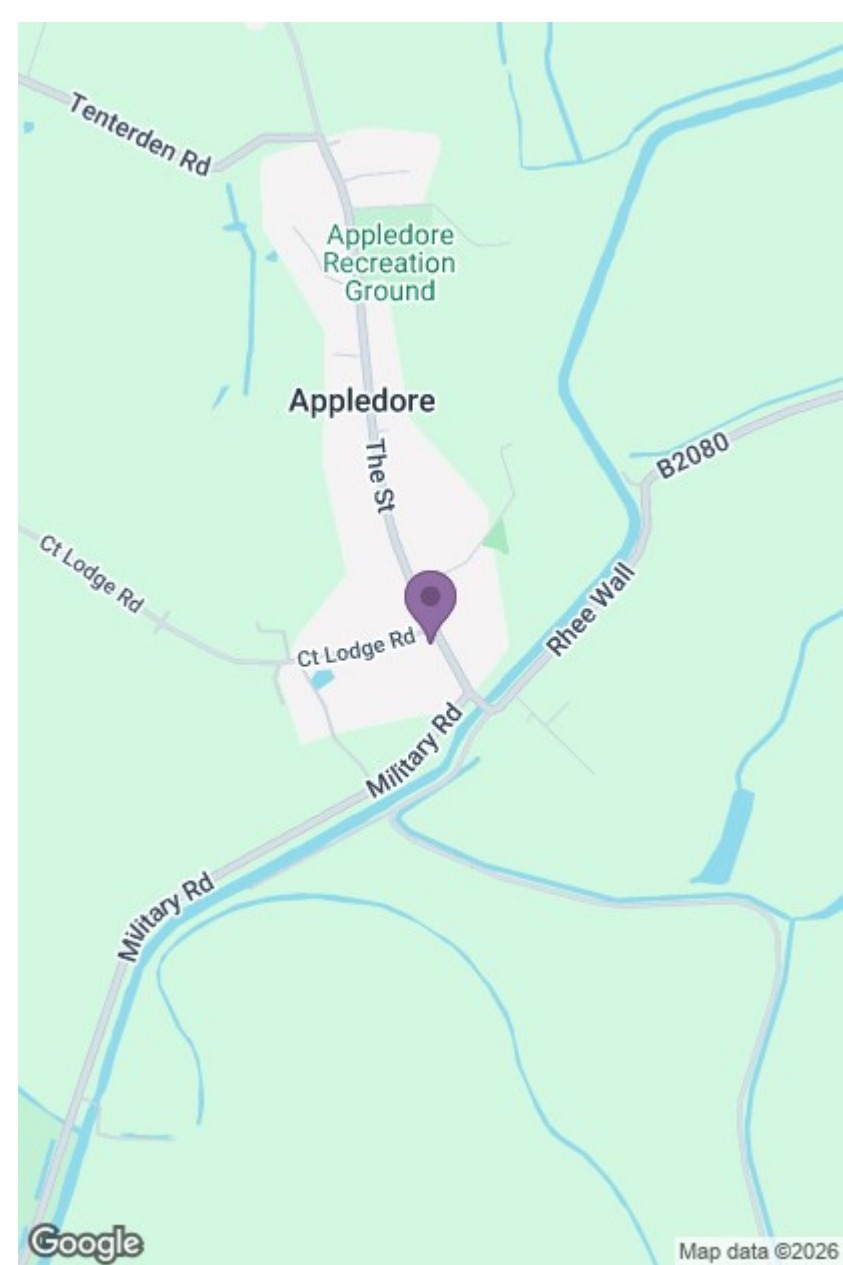 Tenterden Rd
Appledore
Recreation
Ground
Appledore
The St
B2080
Ct Lodge Rd
Rhee Wall
Ct Lodge Rd
Military Rd
Military Rd
Google
Map data ©2026